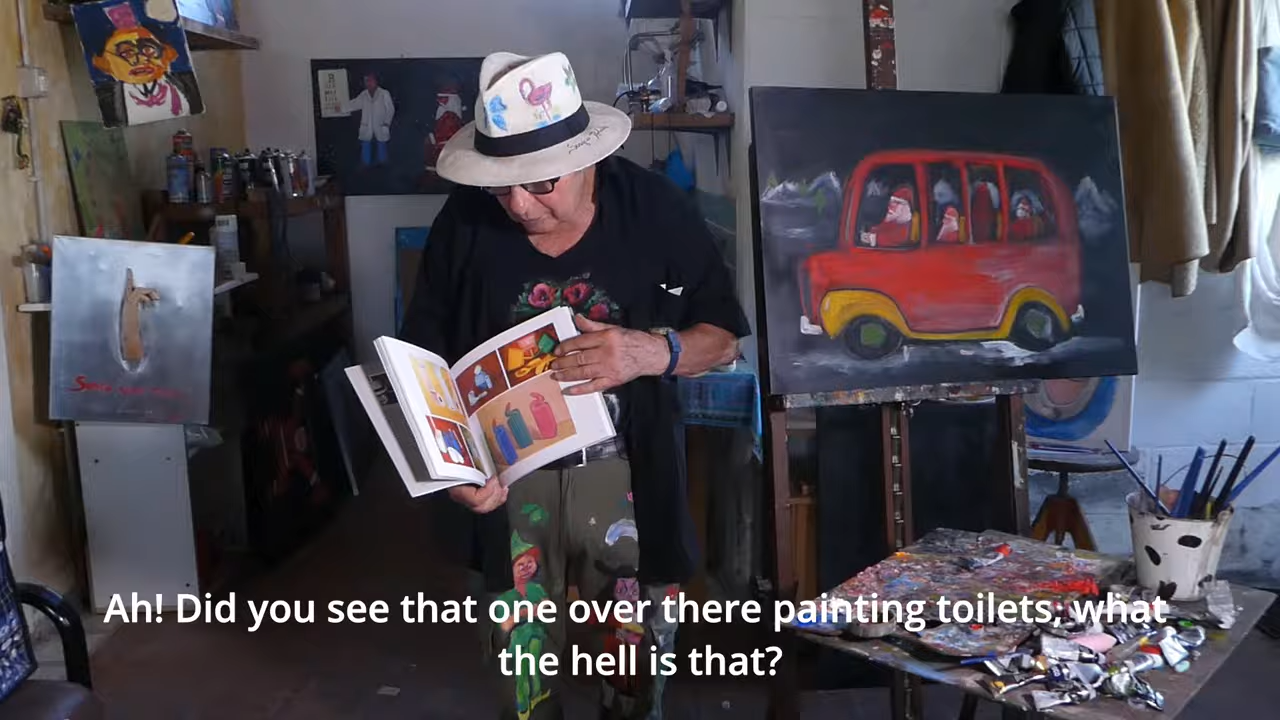 Ah! Did you see that one over there painting toilets; what
the hell is that?